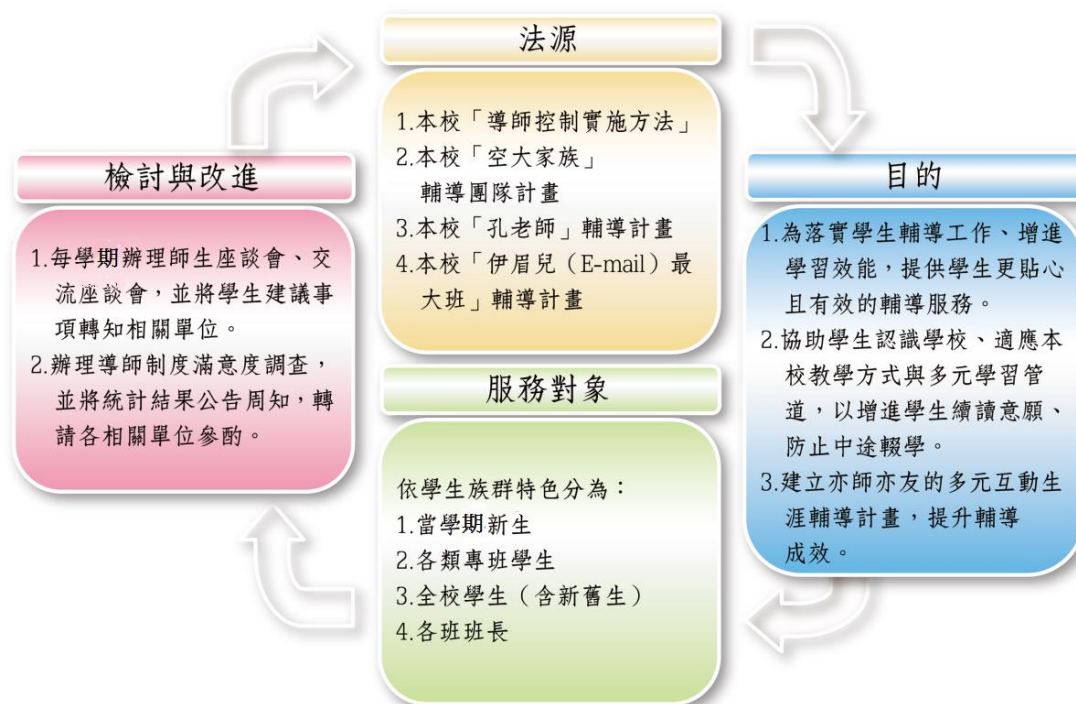 法源
1.本校「導師控制實施方法」
2.本校「空大家族」
輔導團隊計畫
3.本校「孔老師」輔導計畫
4.本校「伊眉兒（E-mail）最
大班」輔導計畫
目的
1.為落實學生輔導工作、增進
學習效能，提供學生更貼心
且有效的輔導服務。
2.協助學生認識學校、適應本
校教學方式與多元學習管
道，以增進學生續讀意願、
防止中途輟學。
3.建立亦師亦友的多元互動生
涯輔導計畫，提升輔導
成效。
服務對象
依學生族群特色分為：
1.當學期新生
2.各類專班學生
3.全校學生（含新舊生）
4.各班班長
檢討與改進
1.每學期辦理師生座談會、交
流座談會，並將學生建議事
項轉知相關單位。
2.辦理導師制度滿意度調查，
並將統計結果公告周知，轉
請各相關單位參酌。